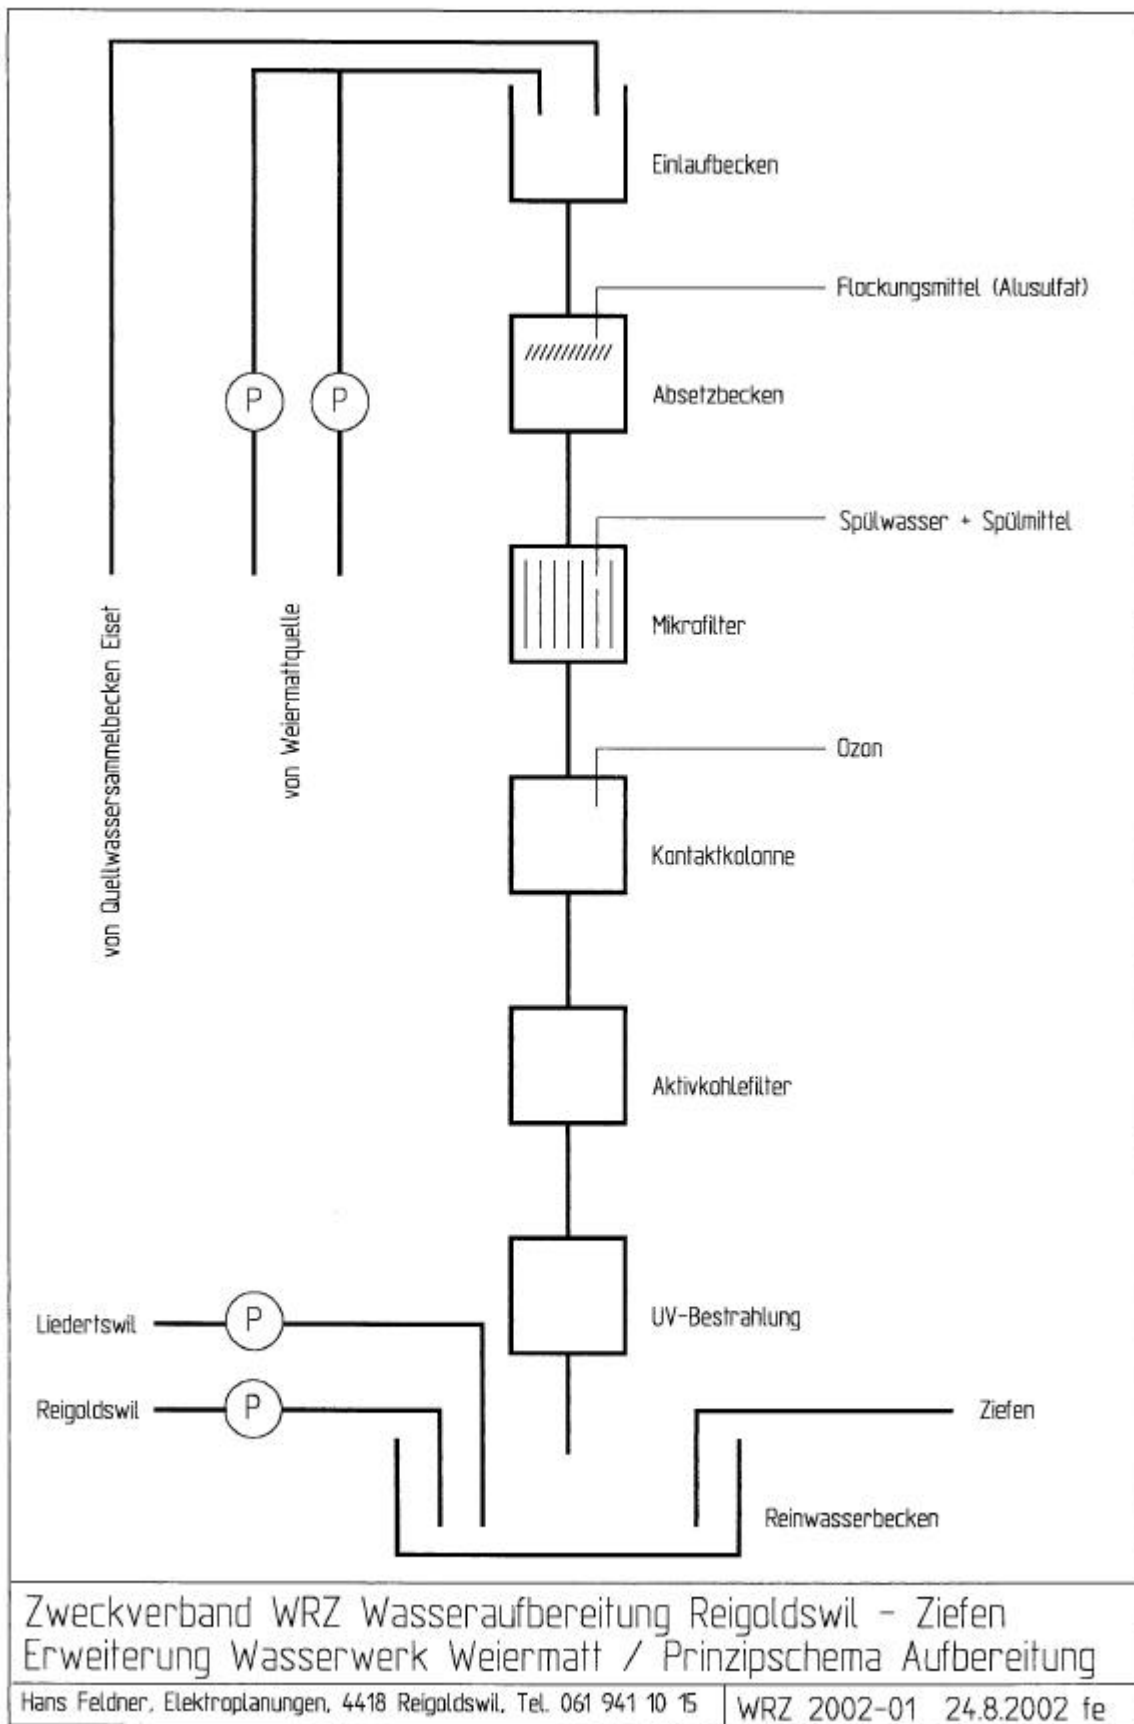 Einlaufbecken
Flockungsmittel (Alusulfat)
Absetzbecken
P
P
Spülwasser + Spülmittel
Mikrofilter
von Quellwassersammelbecken Eiset
von Weiermattquelle
Ozon
Kontaktkolonne
Aktivkohlefilter
UV-Bestrahlung
Liedertswil
P
Reigoldswil
P
Ziefen
Reinwasserbecken
Zweckverband WRZ Wasseraufbereitung Reigoldswil - Ziefen
Erweiterung Wasserwerk Weiermatt / Prinzipschema Aufbereitung
Hans Feldner, Elektroplanungen, 4418 Reigoldswil, Tel. 061 941 10 15
WRZ 2002-01 24.8.2002 fe